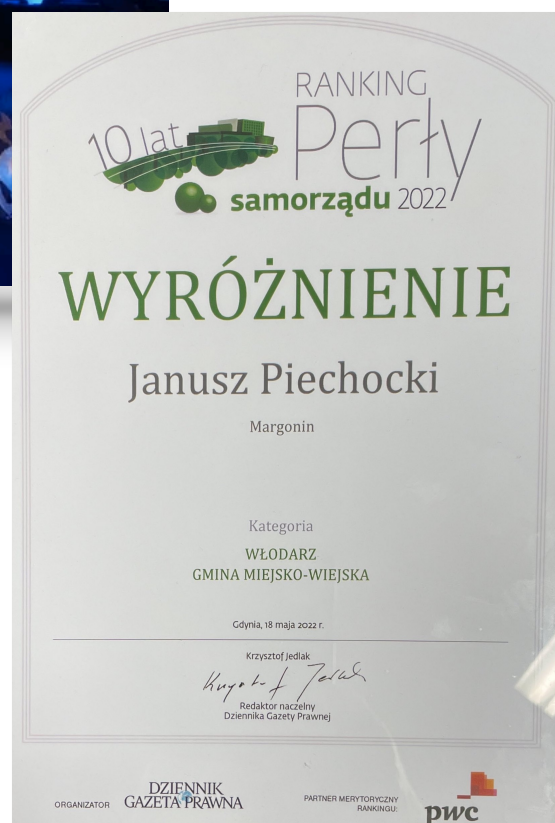 10 lat
RANKING
Perły
samorządu 2022
WYRÓŻNIENIE
Janusz Piechocki
Margonin
Kategoria
WŁODARZ
GMINA MIEJSKO-WIEJSKA
Gdynia, 18 maja 2022 r.
Krzysztof Jedlak
Redaktor naczelny
Dziennika Gazety Prawnej
ORGANIZATOR
DZIENNIK
GAZETA PRAWNA
PARTNER MERYTORYCZNY
RANKINGU:
pwc